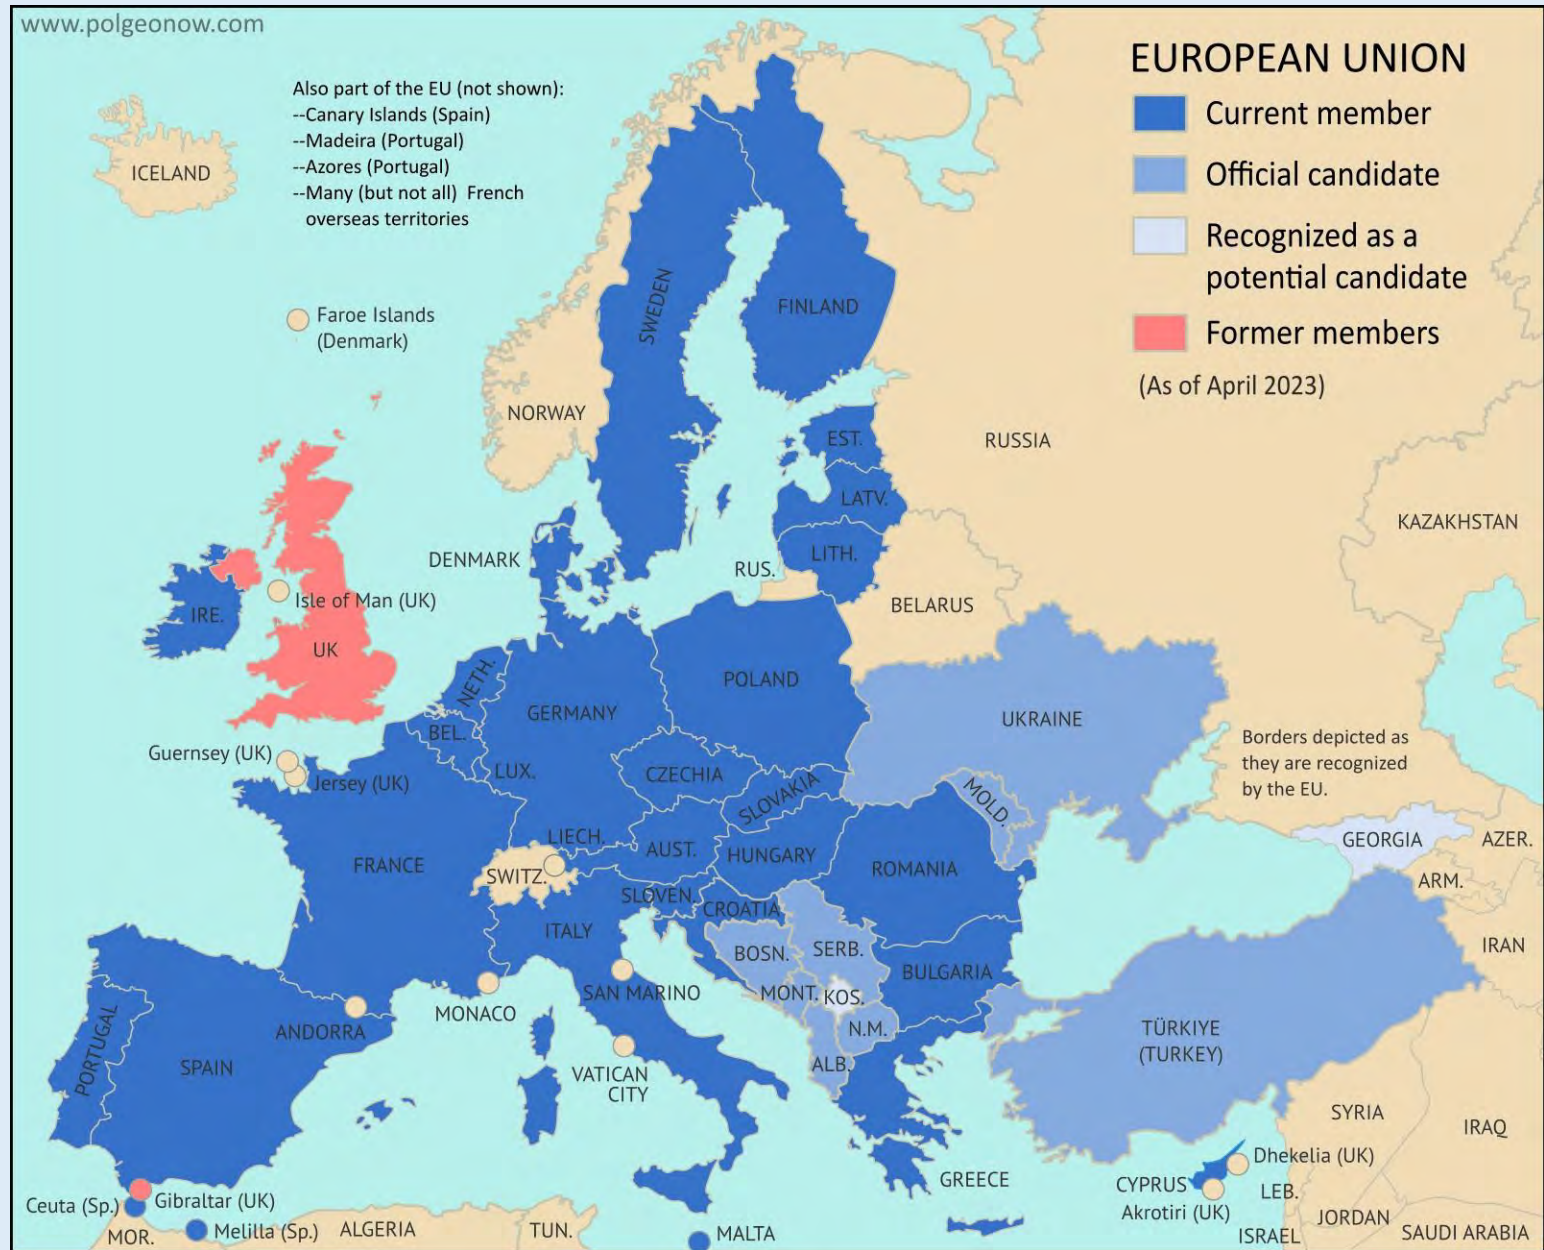 www.polgeonow.com
Also part of the EU (not shown):
--Canary Islands (Spain)
--Madeira (Portugal)
--Azores (Portugal)
--Many (but not all) French
overseas territories
EUROPEAN UNION
Current member
Official candidate
Recognized as a
potential candidate
Former members
(As of April 2023)
ICELAND
Faroe Islands
(Denmark)
SWEDEN
FINLAND
NORWAY
RUSSIA
EST.
LATV.
KAZAKHSTAN
DENMARK
LITH.
RUS.
BELARUS
Isle of Man (UK)
IRE.
UK
NETH.
POLAND
GERMANY
UKRAINE
BEL.
Borders depicted as
they are recognized
by the EU.
Guernsey (UK)
Jersey (UK)
LUX.
CZECHIA
SLOVAKIA
MOLD.
LIECH.
AUST.
HUNGARY
GEORGIA
AZER.
FRANCE
SWITZ.
ROMANIA
ARM.
SLOVEN.
CROATIA
ITALY
BOSN.
SERB.
IRAN
BULGARIA
SAN MARINO
MONT.
KOS.
MONACO
ANDORRA
N.M.
TÜRKIYE
(TURKEY)
PORTUGAL
SPAIN
VATICAN
CITY
ALB.
SYRIA
IRAQ
Dhekelia (UK)
GREECE
CYPRUS
LEB.
Akrotiri (UK)
Ceuta (Sp.)
Gibraltar (UK)
JORDAN
MOR.
Melilla (Sp.)
ALGERIA
TUN.
MALTA
ISRAEL
SAUDI ARABIA